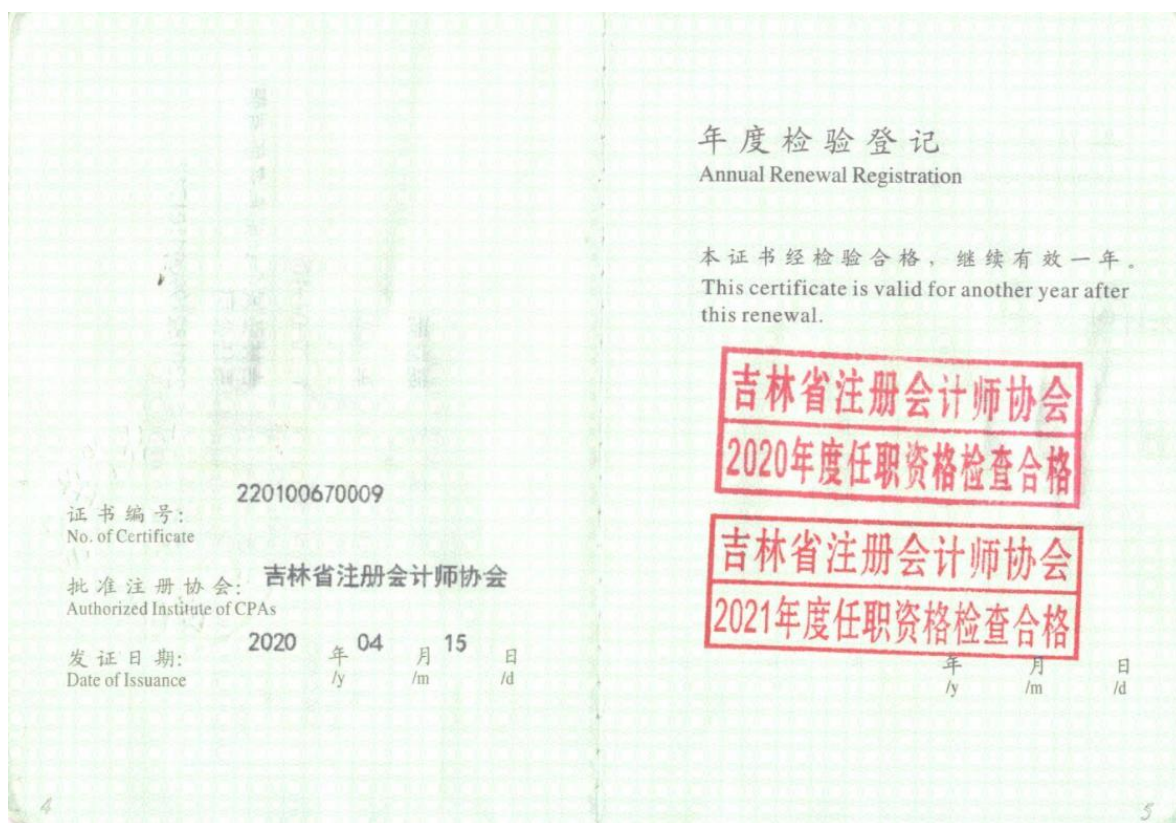 220100670009
证书编号:
No. of Certificate
批准注册协会: 吉林省注册会计师协会
Authorized Institute of CPAs
发证日期: 2020 年 04 月 15 日
Date of Issuance /y /m /d
4
年度检验登记
Annual Renewal Registration
本证书经检验合格，继续有效一年。
This certificate is valid for another year after
this renewal.
吉林省注册会计师协会
2020年度任职资格检查合格
吉林省注册会计师协会
2021年度任职资格检查合格
年 月 日
/y /m /d
5